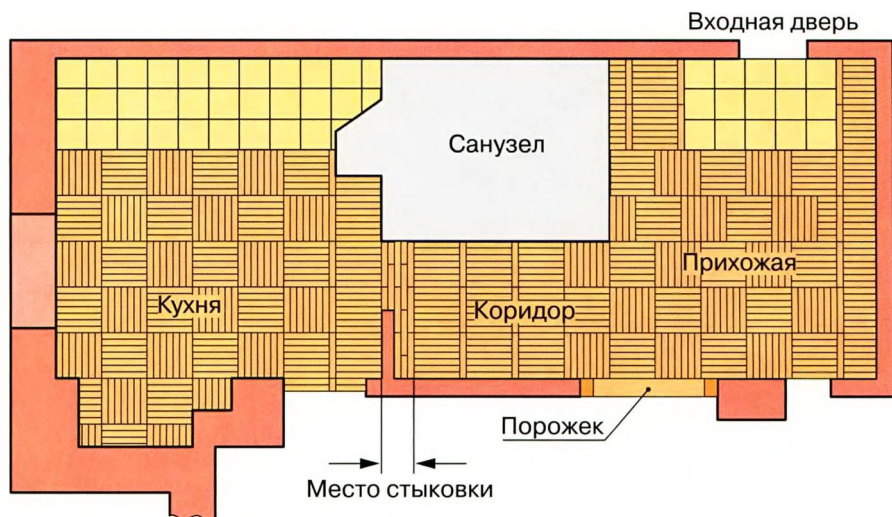 Входная дверь
Санузел
Прихожая
Кухня
Коридор
Порожек
Место стыковки